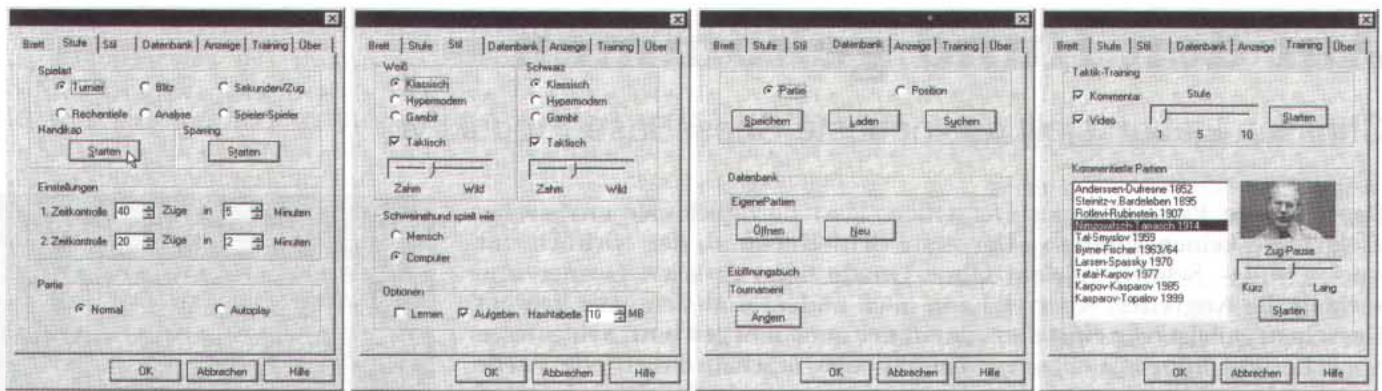 Brett Stufe Stil Datenbank Anzeige Training Über
Spielart
Turnier Blitz Sekunden/Zug
Rechentiefe Analyse Spieler-Spieler
Handikap Sparring
Starten Starten
Einstellungen
1. Zeitkontrolle 40 Züge in 5 Minuten
2. Zeitkontrolle 20 Züge in 2 Minuten
Partie
Normal Autoplay
OK Abbrechen Hilfe
Brett Stufe Stil Datenbank Anzeige Training Über
Weiß Schwarz
Klassisch Klassisch
Hypermodern Hypermodern
Gambit Gambit
Taktisch Taktisch
Zahm Wild Zahm Wild
Schweinehund spielt wie
Mensch
Computer
Optionen
Lernen Aufgeben Hashtabelle 10 MB
OK Abbrechen Hilfe
Brett Stufe Stil Datenbank Anzeige Training Über
Partie Position
Speichern Laden Suchen
Datenbank
EigenePartien
Öffnen Neu
Eröffnungsbuch
Tournament
Ändern
OK Abbrechen Hilfe
Brett Stufe Stil Datenbank Anzeige Training Über
Taktik-Training
Kommentar Stufe
Video Starten
1 5 10
Kommentierte Partien
Anderssen-Dufresne 1852
Steinitz-v.Bardeleben 1895
Rotlevi-Rubinstein 1907
Nimzowitsch-Tarrasch 1914
Tal-Smyslov 1959
Byrne-Fischer 1963/64
Larsen-Spassky 1970
Tatai-Karpov 1977
Karpov-Kasparov 1985
Kasparov-Topalov 1999
Zug-Pause
Kurz Lang
Starten
OK Abbrechen Hilfe